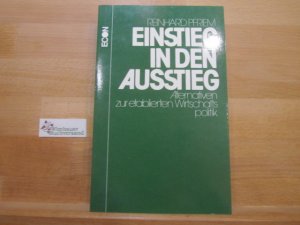 REINHARD PFRIEM
EINSTIEG
IN DEN
AUSSTIEG
Alternativen
zur etablierten Wirtschafts
politik
ECON